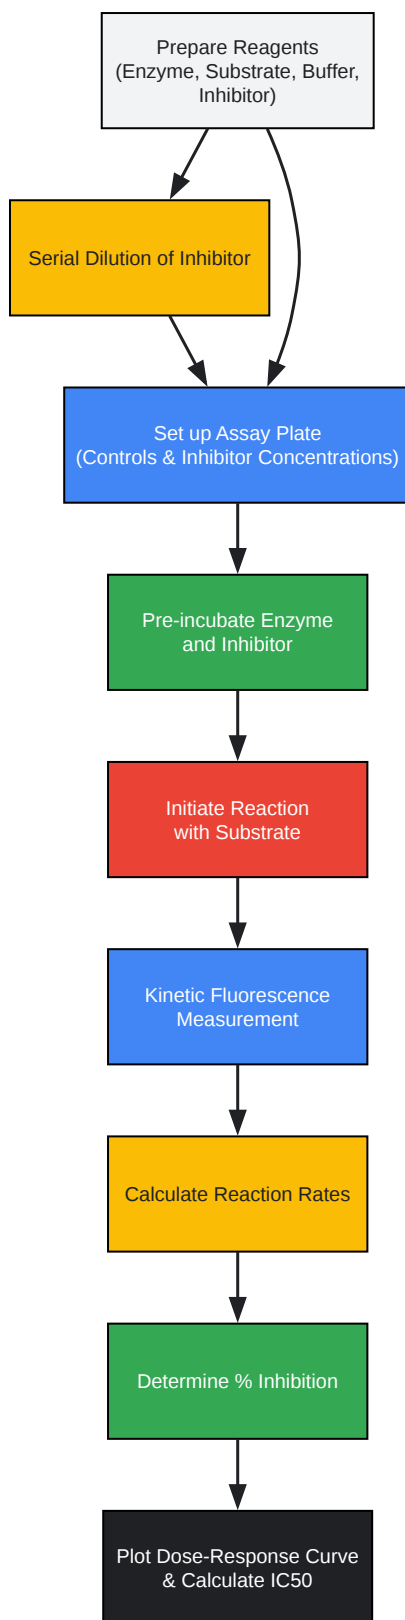 Prepare Reagents
(Enzyme, Substrate, Buffer,
Inhibitor)
Serial Dilution of Inhibitor
Set up Assay Plate
(Controls & Inhibitor Concentrations)
Pre-incubate Enzyme
and Inhibitor
Initiate Reaction
with Substrate
Kinetic Fluorescence
Measurement
Calculate Reaction Rates
Determine % Inhibition
Plot Dose-Response Curve
& Calculate IC50